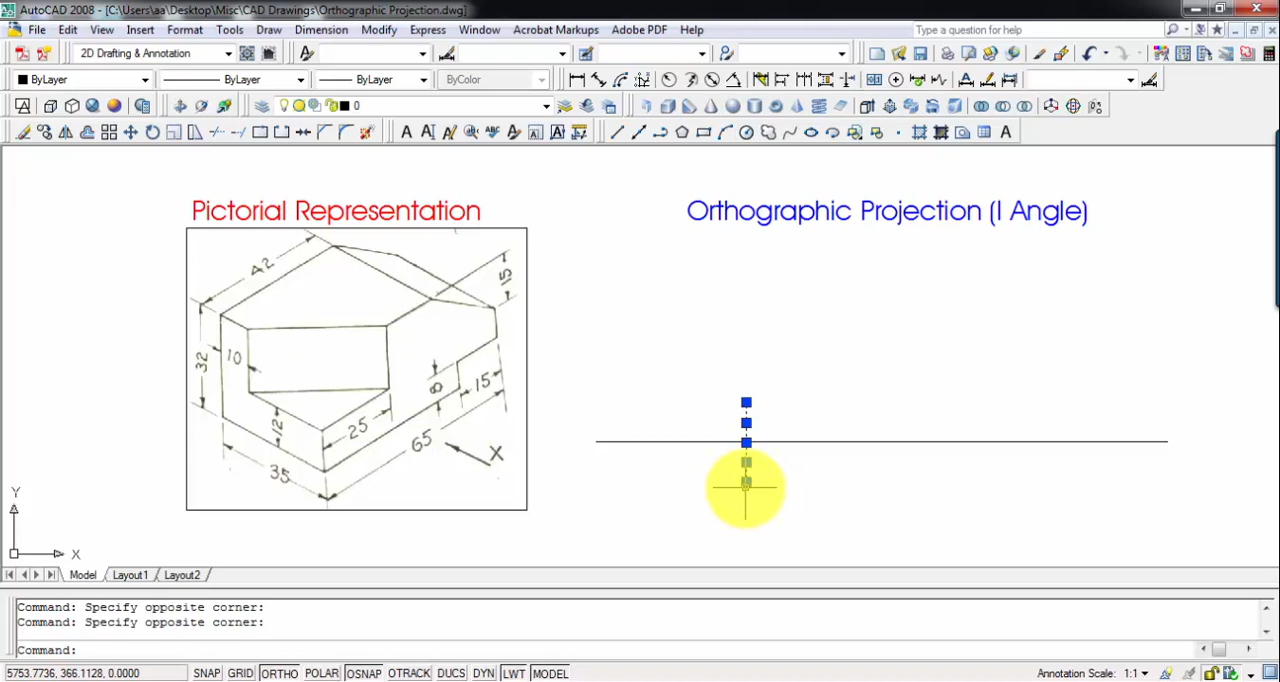 AutoCAD 2008 - [C:\Users\aa\Desktop\Misc\CAD Drawings\Orthographic Projection.dwg]
File Edit View Insert Format Tools Draw Dimension Modify Express Window Acrobat Markups Adobe PDF Help
Type a question for help
2D Drafting & Annotation
ByLayer ByLayer ByLayer ByColor
0
Pictorial Representation
Orthographic Projection (I Angle)
42
15
32
10
8
15
12
25
65
X
35
Y
X
Model Layout1 Layout2
Command: Specify opposite corner:
Command: Specify opposite corner:
Command:
5753.7736, 366.1128, 0.0000 SNAP GRID ORTHO POLAR OSNAP OTRACK DUCS DYN LWT MODEL Annotation Scale: 1:1